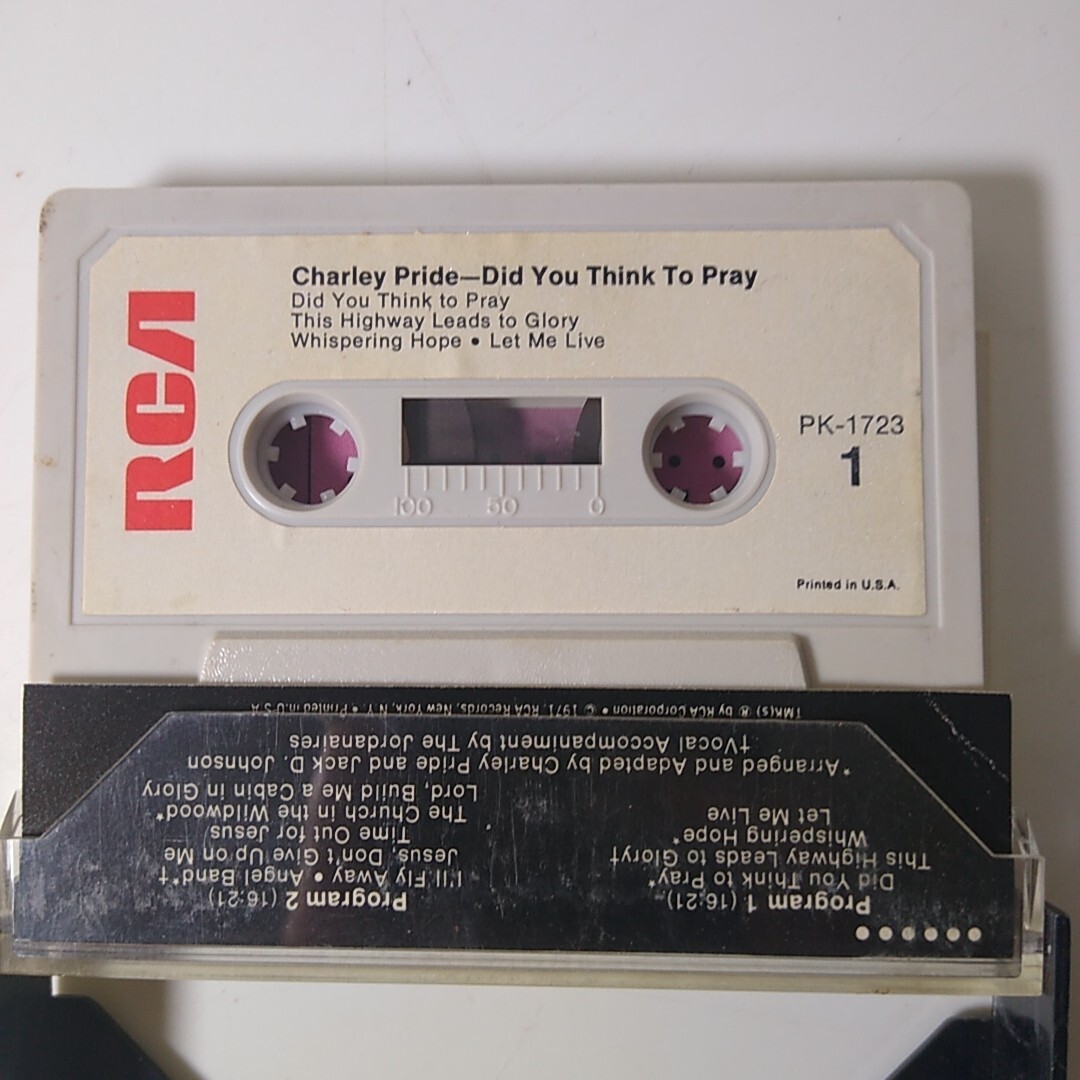 RCA
Charley Pride—Did You Think To Pray
Did You Think to Pray
This Highway Leads to Glory
Whispering Hope • Let Me Live
PK-1723
1
100 50 0
Printed in U.S.A.
Program 1 (16:21)
Did You Think to Pray*
This Highway Leads to Glory†
Whispering Hope*
Let Me Live
Program 2 (16:21)
I'll Fly Away • Angel Band*†
Jesus, Don't Give Up on Me
Time Out for Jesus
The Church in the Wildwood*
Lord, Build Me a Cabin in Glory
*Arranged and Adapted by Charley Pride and Jack D. Johnson
†Vocal Accompaniment by The Jordanaires
TMK(s) ® by RCA Corporation • © 1971, RCA Records, New York, N.Y. • Printed in U.S.A.